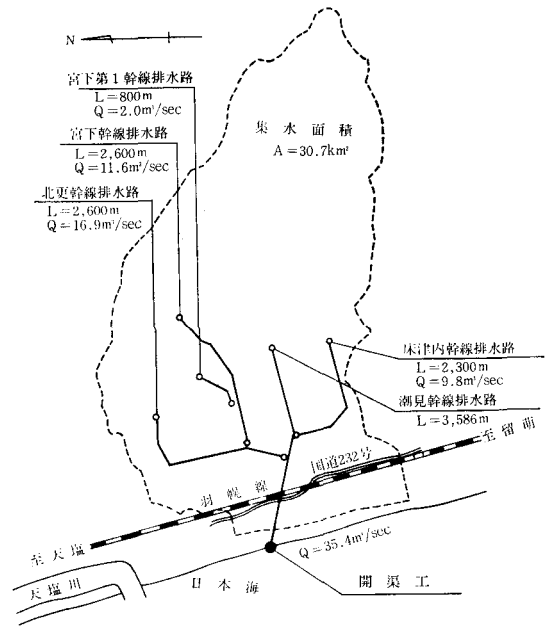 N
宮下第1幹線排水路
L=800m
Q=2.0m³/sec
宮下幹線排水路
L=2,600m
Q=11.6m³/sec
北更幹線排水路
L=2,600m
Q=16.9m³/sec
集水面積
A=30.7km²
床津内幹線排水路
L=2,300m
Q=9.8m³/sec
潮見幹線排水路
L=3,586m
至留萌
国道232号
羽幌線
至天塩
天塩川
日本海
Q=35.4m³/sec
開渠工